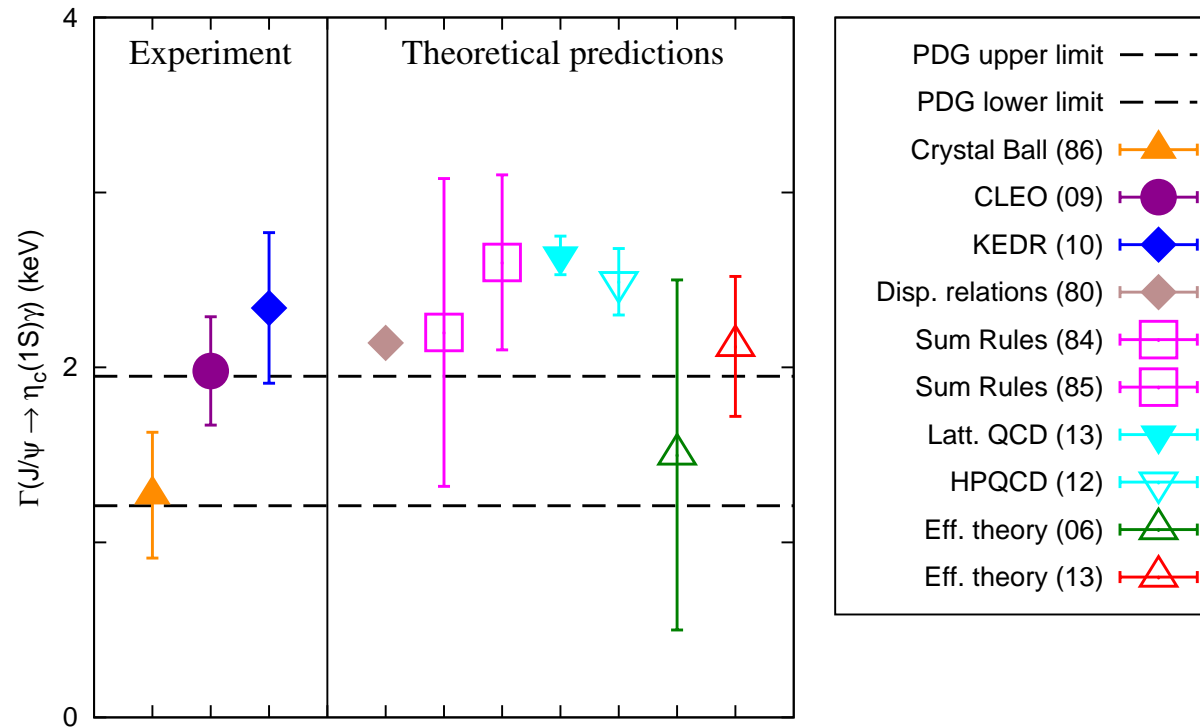 4
2
0
Γ(J/ψ → ηc(1S)γ) (keV)
Experiment
Theoretical predictions
PDG upper limit
PDG lower limit
Crystal Ball (86)
CLEO (09)
KEDR (10)
Disp. relations (80)
Sum Rules (84)
Sum Rules (85)
Latt. QCD (13)
HPQCD (12)
Eff. theory (06)
Eff. theory (13)